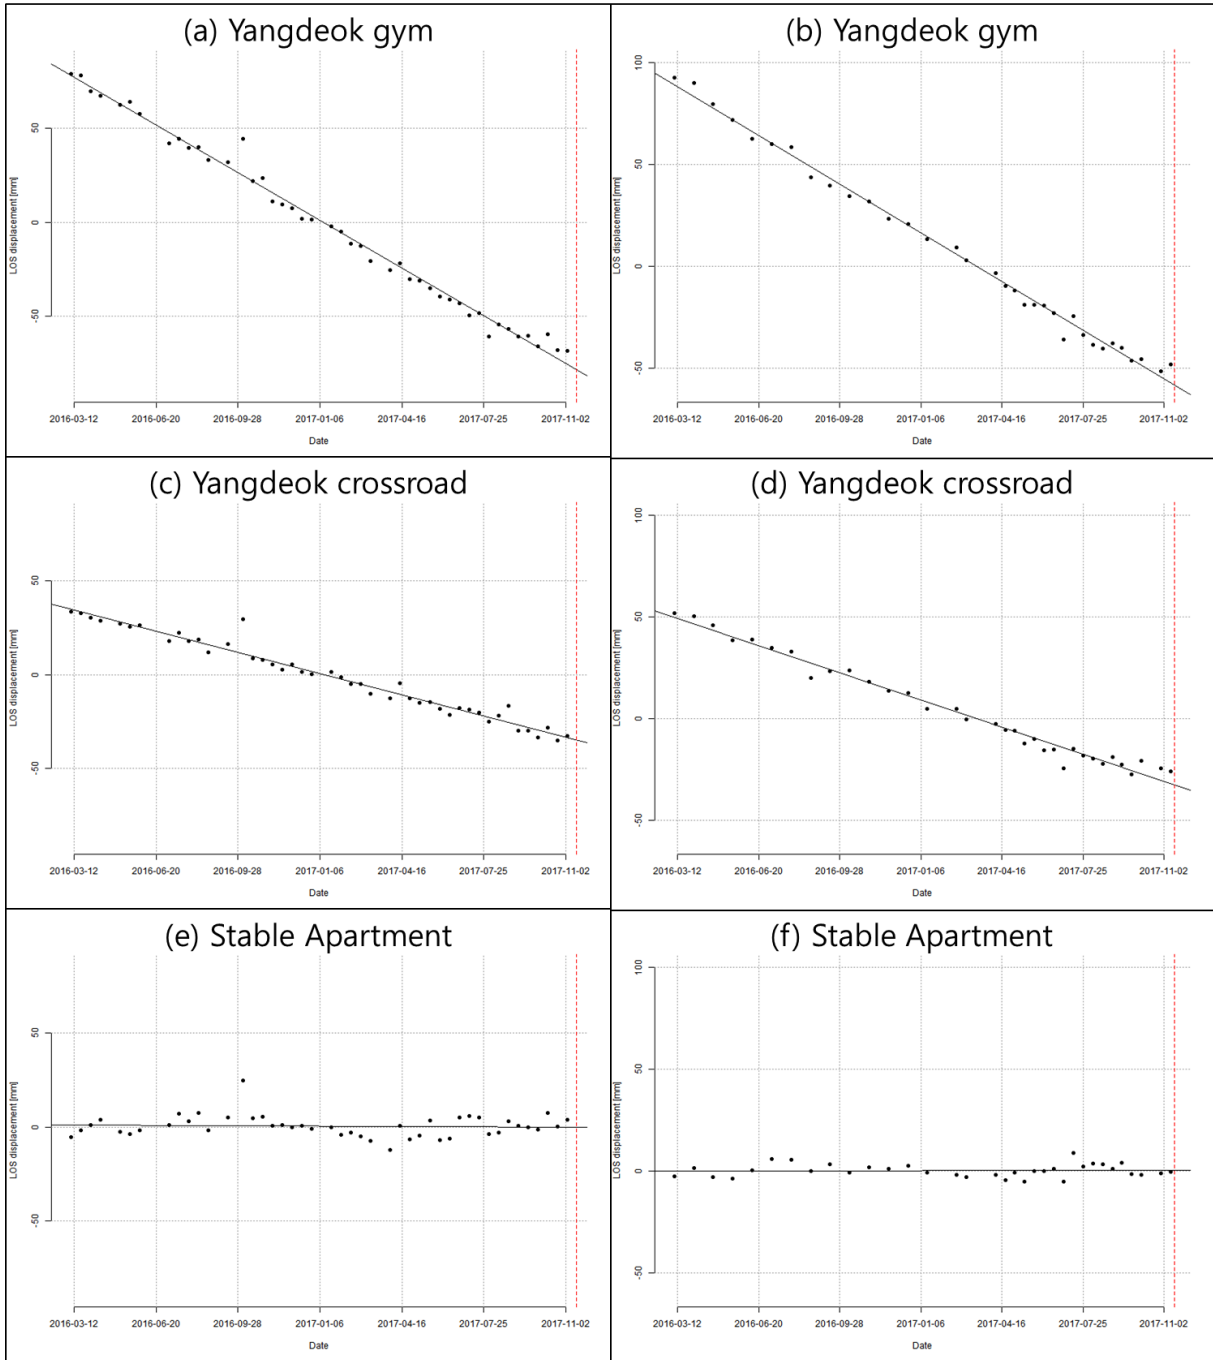 (a) Yangdeok gym
LOS displacement [mm]
50
0
-50
2016-03-12 2016-06-20 2016-09-28 2017-01-06 2017-04-16 2017-07-25 2017-11-02
Date
(b) Yangdeok gym
LOS displacement [mm]
100
50
0
-50
2016-03-12 2016-06-20 2016-09-28 2017-01-06 2017-04-16 2017-07-25 2017-11-02
Date
(c) Yangdeok crossroad
LOS displacement [mm]
50
0
-50
2016-03-12 2016-06-20 2016-09-28 2017-01-06 2017-04-16 2017-07-25 2017-11-02
Date
(d) Yangdeok crossroad
LOS displacement [mm]
100
50
0
-50
2016-03-12 2016-06-20 2016-09-28 2017-01-06 2017-04-16 2017-07-25 2017-11-02
Date
(e) Stable Apartment
LOS displacement [mm]
50
0
-50
2016-03-12 2016-06-20 2016-09-28 2017-01-06 2017-04-16 2017-07-25 2017-11-02
Date
(f) Stable Apartment
LOS displacement [mm]
100
50
0
-50
2016-03-12 2016-06-20 2016-09-28 2017-01-06 2017-04-16 2017-07-25 2017-11-02
Date